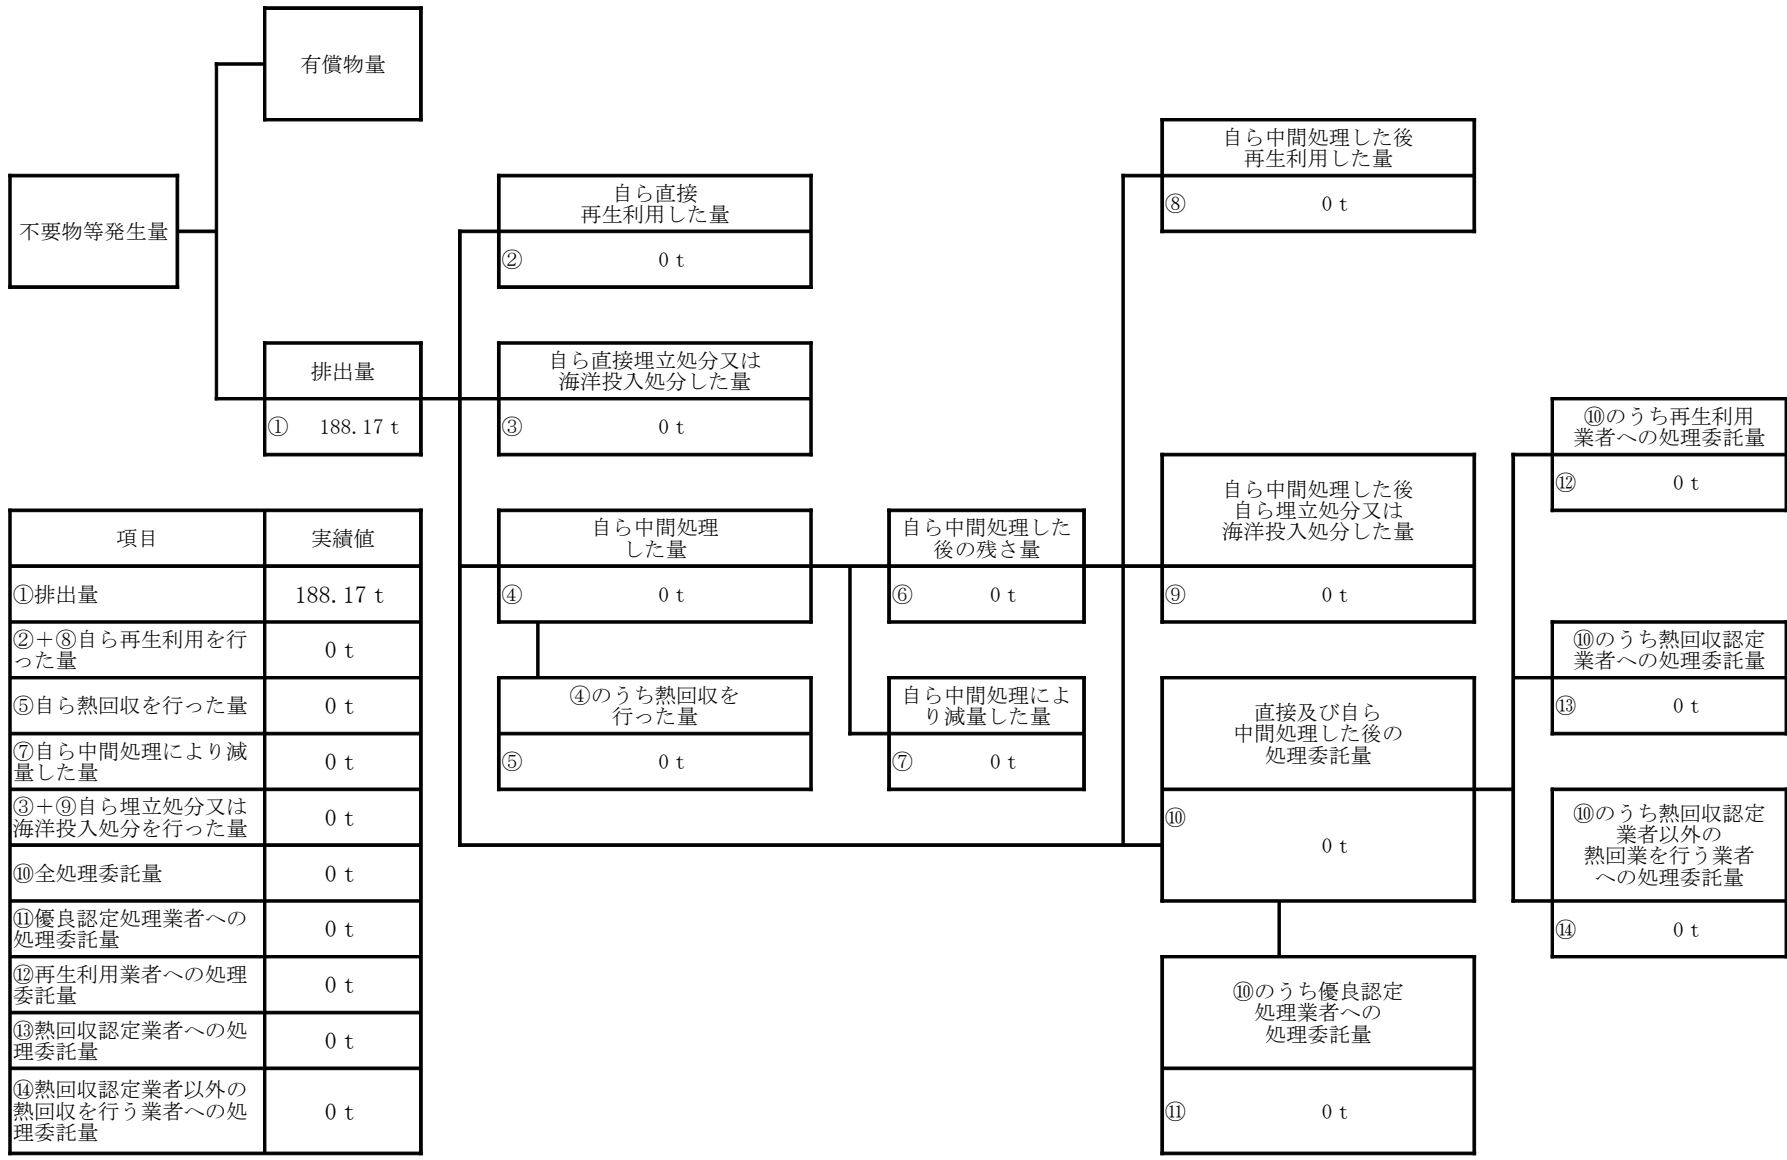 有償物量
不要物等発生量
自ら直接
再生利用した量
② 0 t
自ら中間処理した後
再生利用した量
⑧ 0 t
排出量
① 188.17 t
自ら直接埋立処分又は
海洋投入処分した量
③ 0 t
自ら中間処理
した量
④ 0 t
自ら中間処理した
後の残さ量
⑥ 0 t
自ら中間処理した後
自ら埋立処分又は
海洋投入処分した量
⑨ 0 t
⑩のうち再生利用
業者への処理委託量
⑫ 0 t
④のうち熱回収を
行った量
⑤ 0 t
自ら中間処理によ
り減量した量
⑦ 0 t
直接及び自ら
中間処理した後の
処理委託量
⑩
0 t
⑩のうち熱回収認定
業者への処理委託量
⑬ 0 t
⑩のうち熱回収認定
業者以外の
熱回業を行う業者
への処理委託量
⑭ 0 t
⑩のうち優良認定
処理業者への
処理委託量
⑪ 0 t
項目 実績値
①排出量 188.17 t
②＋⑧自ら再生利用を行
った量 0 t
⑤自ら熱回収を行った量 0 t
⑦自ら中間処理により減
量した量 0 t
③＋⑨自ら埋立処分又は
海洋投入処分を行った量 0 t
⑩全処理委託量 0 t
⑪優良認定処理業者への
処理委託量 0 t
⑫再生利用業者への処理
委託量 0 t
⑬熱回収認定業者への処
理委託量 0 t
⑭熱回収認定業者以外の
熱回収を行う業者への処
理委託量 0 t